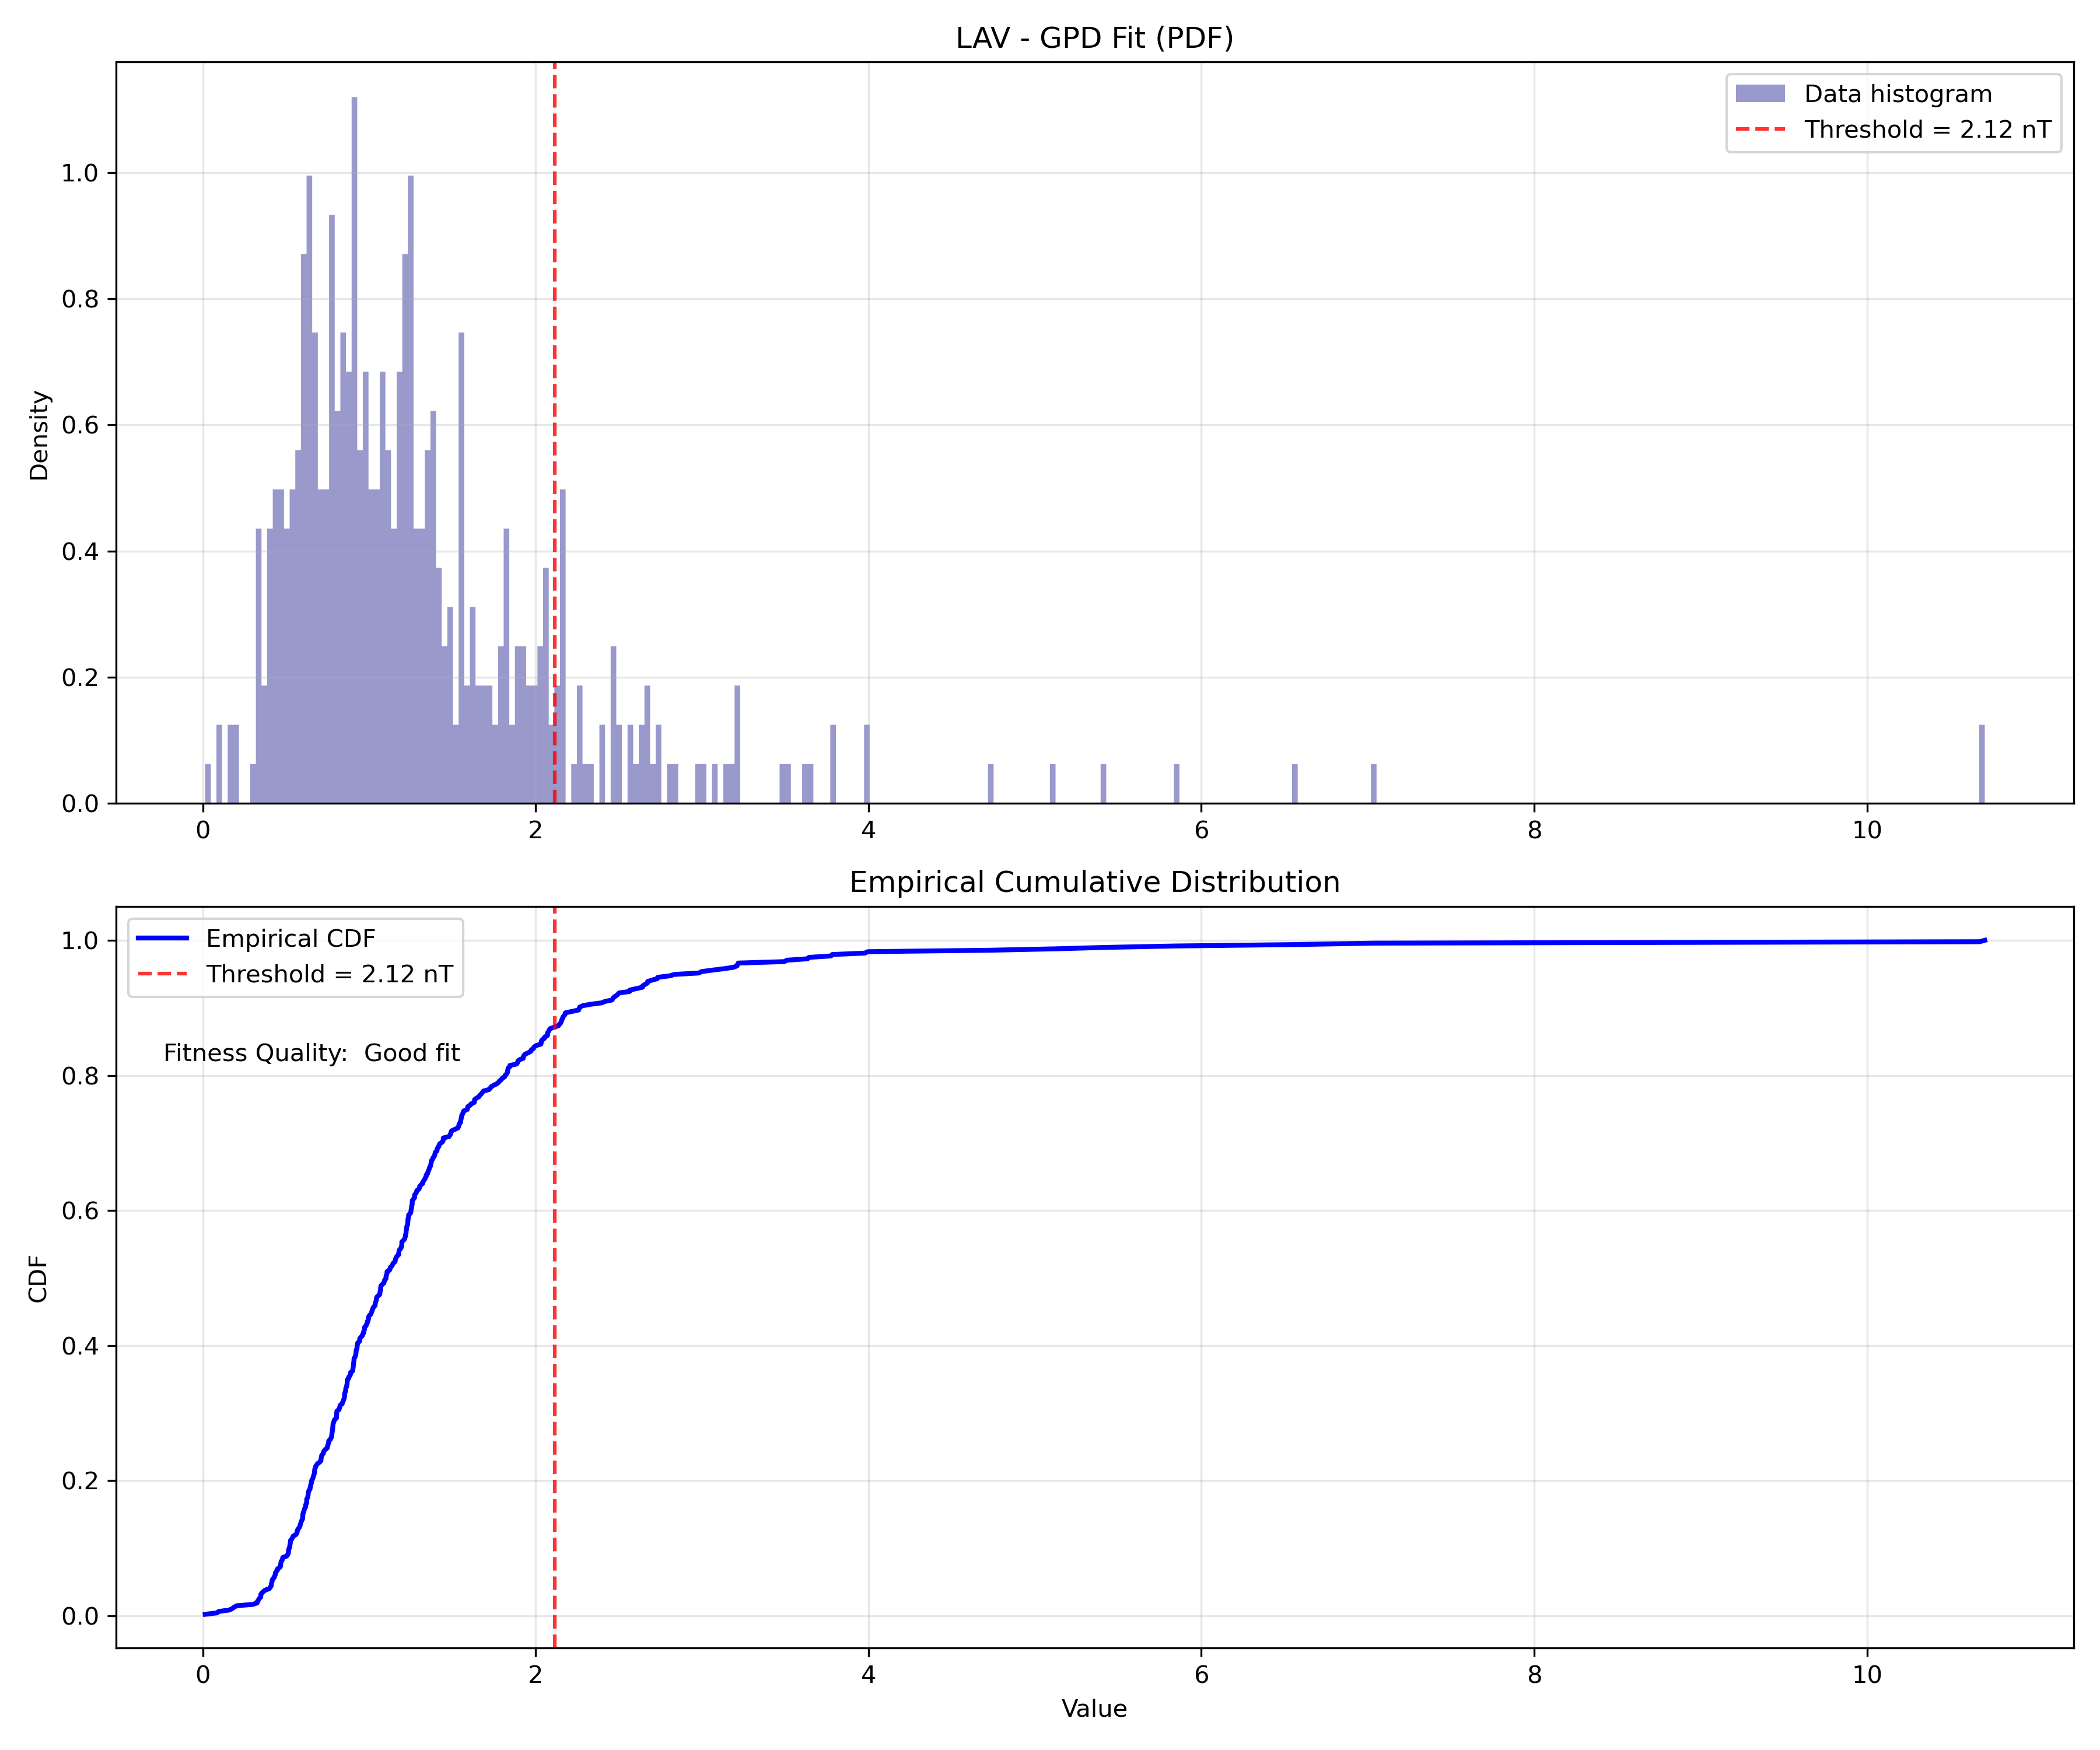 LAV - GPD Fit (PDF)
Data histogram
Threshold = 2.12 nT
Density
1.0
0.8
0.6
0.4
0.2
0.0
0 2 4 6 8 10
Empirical Cumulative Distribution
Empirical CDF
Threshold = 2.12 nT
Fitness Quality:  Good fit
CDF
1.0
0.8
0.6
0.4
0.2
0.0
0 2 4 6 8 10
Value